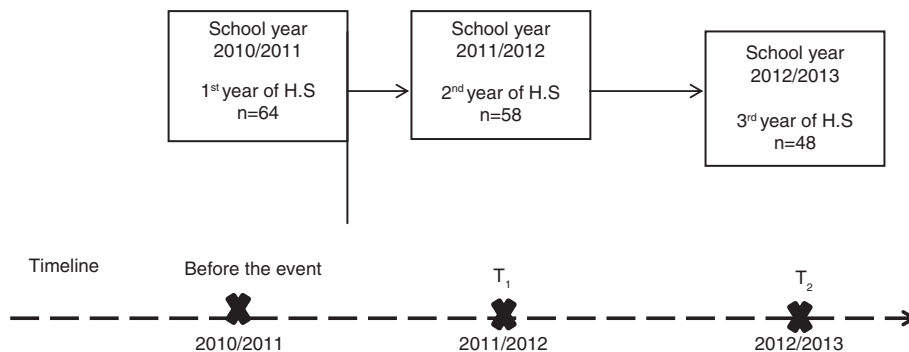 School year
2010/2011
1st year of H.S
n=64
School year
2011/2012
2nd year of H.S
n=58
School year
2012/2013
3rd year of H.S
n=48
Timeline
Before the event
T1
T2
2010/2011
2011/2012
2012/2013